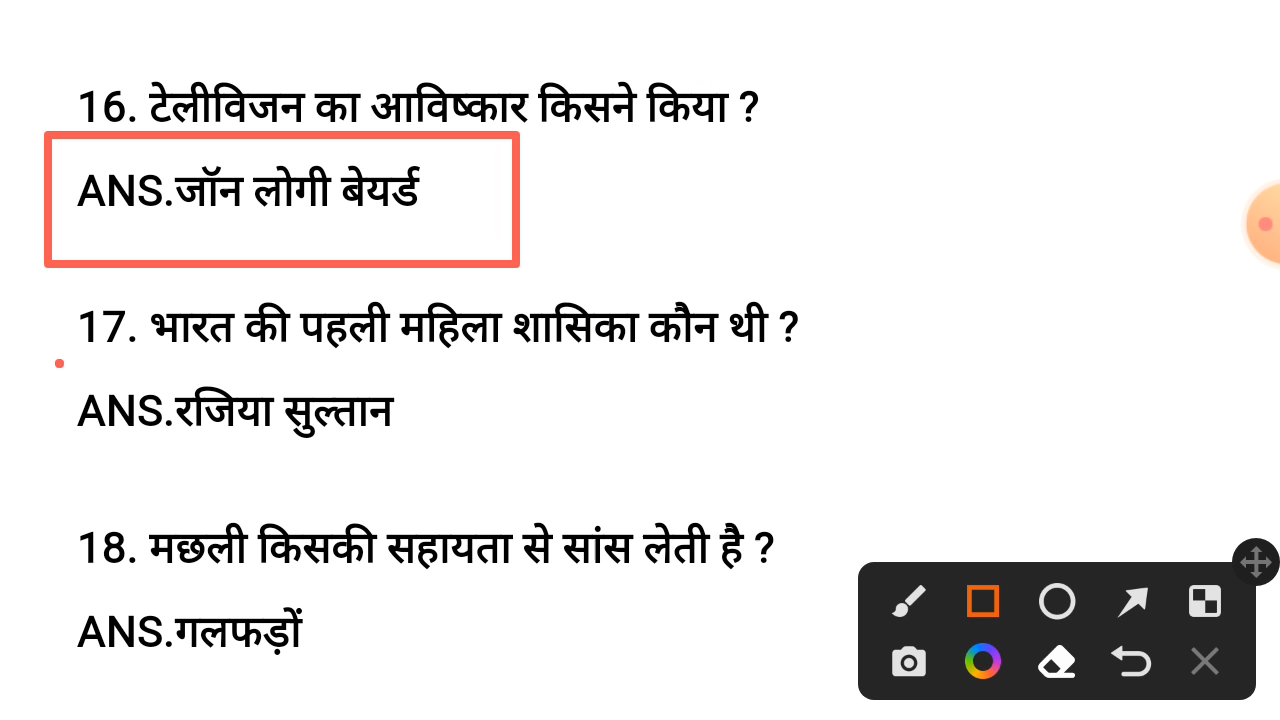 16. टेलीविजन का आविष्कार किसने किया ?
ANS.जॉन लोगी बेयर्ड
17. भारत की पहली महिला शासिका कौन थी ?
ANS.रजिया सुल्तान
18. मछली किसकी सहायता से सांस लेती है ?
ANS.गलफड़ों